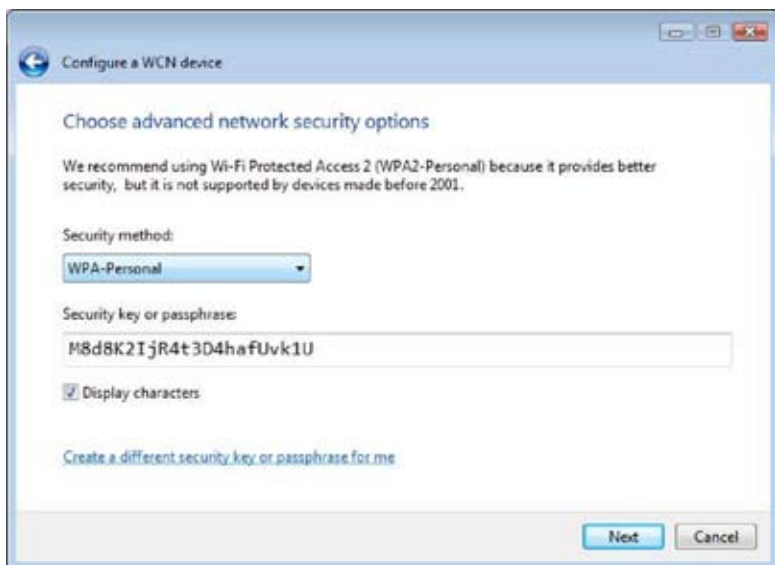 Configure a WCN device
Choose advanced network security options
We recommend using Wi-Fi Protected Access 2 (WPA2-Personal) because it provides better
security, but it is not supported by devices made before 2001.
Security method:
WPA-Personal
Security key or passphrase:
M8d8K2IjR4t3D4hafUvk1U
Display characters
Create a different security key or passphrase for me
Next Cancel